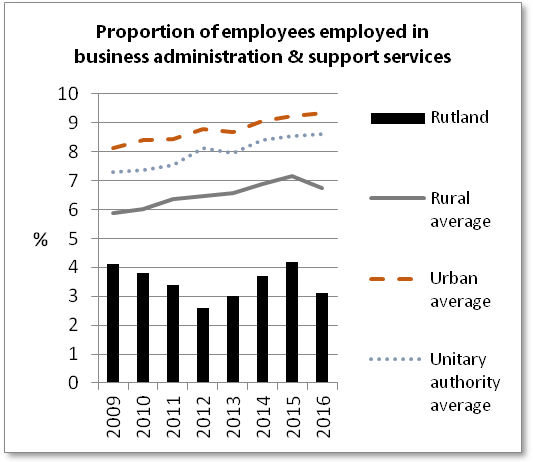 Proportion of employees employed in
business administration & support services
10
9
8
7
6
5
4
3
2
1
0
%
2009
2010
2011
2012
2013
2014
2015
2016
Rutland
Rural
average
Urban
average
Unitary
authority
average